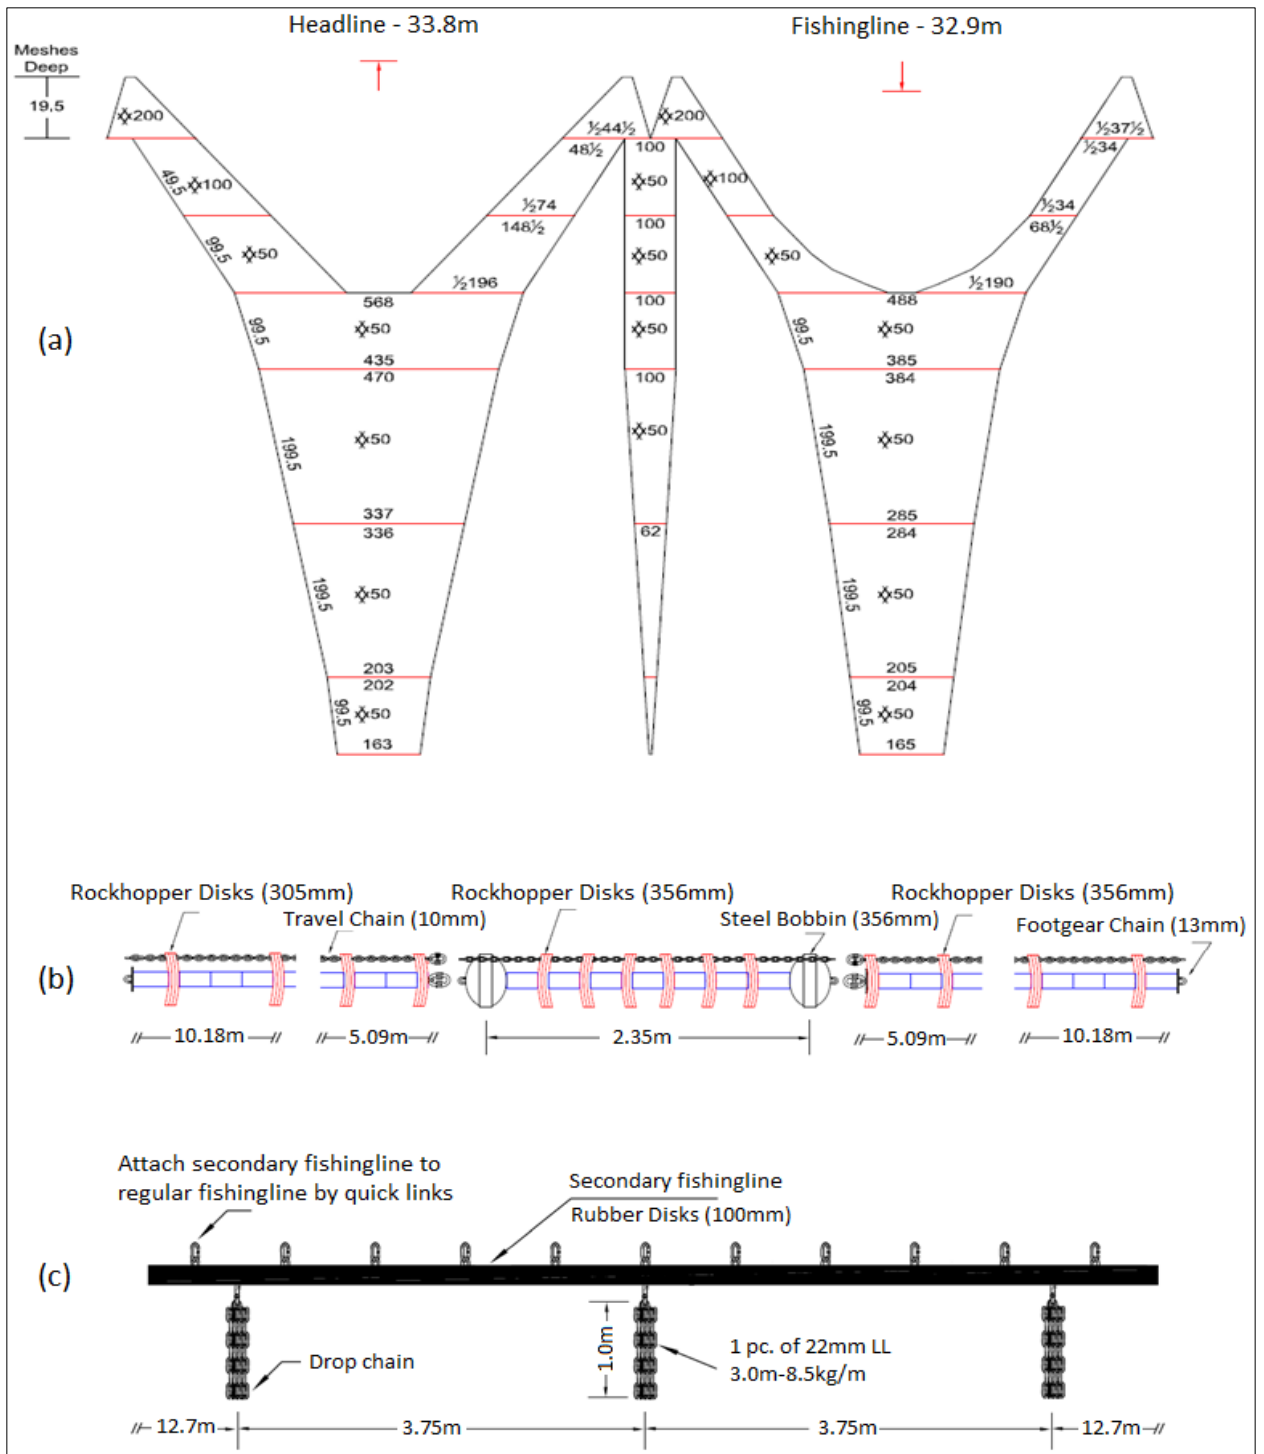 Headline - 33.8m
Fishingline - 32.9m
Meshes
Deep
19.5
200
½44½
200
½37½
48½
100
½34
49.5
100
50
100
½74
100
½34
148½
100
68½
99.5
50
50
50
½196
½190
568
100
488
99.5
50
50
99.5
50
435
385
470
100
384
199.5
50
50
199.5
50
337
285
336
62
284
199.5
50
199.5
50
203
205
202
204
99.5
50
99.5
50
163
165
(a)
Rockhopper Disks (305mm)
Rockhopper Disks (356mm)
Rockhopper Disks (356mm)
Travel Chain (10mm)
Steel Bobbin (356mm)
Footgear Chain (13mm)
(b)
10.18m
5.09m
2.35m
5.09m
10.18m
Attach secondary fishingline to
regular fishingline by quick links
Secondary fishingline
Rubber Disks (100mm)
(c)
1.0m
Drop chain
1 pc. of 22mm LL
3.0m-8.5kg/m
12.7m
3.75m
3.75m
12.7m